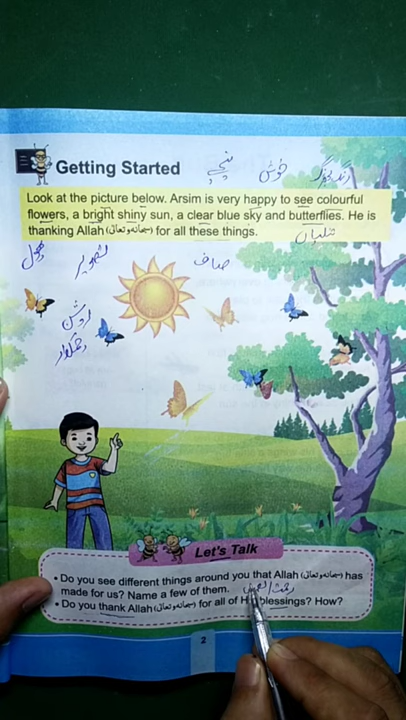 Getting Started
نیچے
خوش
Look at the picture below. Arsim is very happy to see colourful
flowers, a bright shiny sun, a clear blue sky and butterflies. He is
thanking Allah (سبحانہ وتعالیٰ) for all these things.
تتلیاں
پھول
تصویر
صاف
روشن
Let's Talk
• Do you see different things around you that Allah (سبحانہ وتعالیٰ) has
made for us? Name a few of them.
• Do you thank Allah (سبحانہ وتعالیٰ) for all of blessings? How?
2